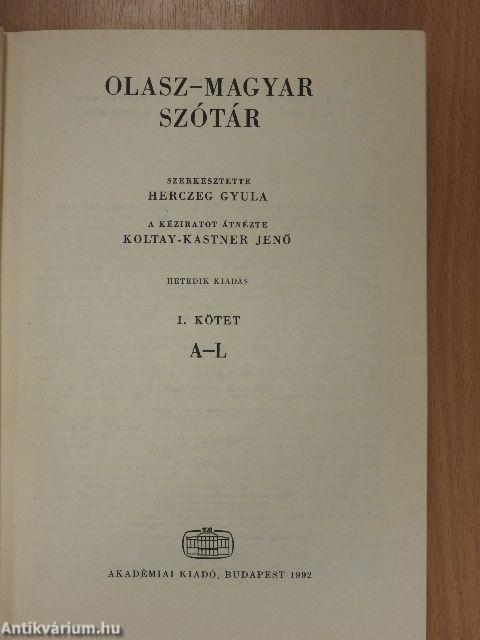 OLASZ–MAGYAR
SZÓTÁR
SZERKESZTETTE
HERCZEG GYULA
A KÉZIRATOT ÁTNÉZTE
KOLTAY-KASTNER JENŐ
HETEDIK KIADÁS
I. KÖTET
A–L
AKADÉMIAI KIADÓ, BUDAPEST 1992
Antikvárium.hu